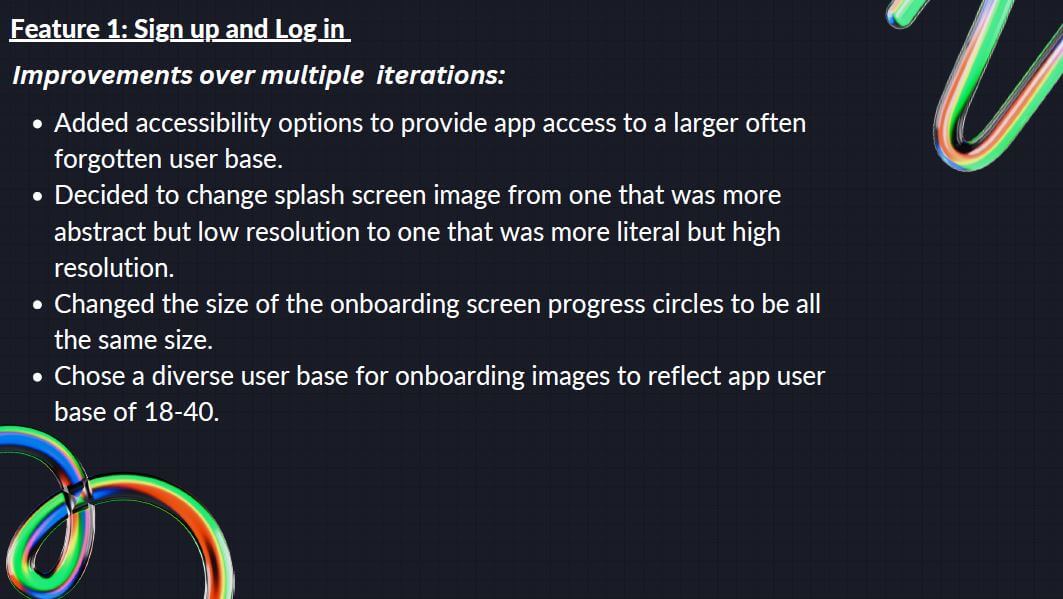 Feature 1: Sign up and Log in
Improvements over multiple iterations:
• Added accessibility options to provide app access to a larger often
forgotten user base.
• Decided to change splash screen image from one that was more
abstract but low resolution to one that was more literal but high
resolution.
• Changed the size of the onboarding screen progress circles to be all
the same size.
• Chose a diverse user base for onboarding images to reflect app user
base of 18-40.